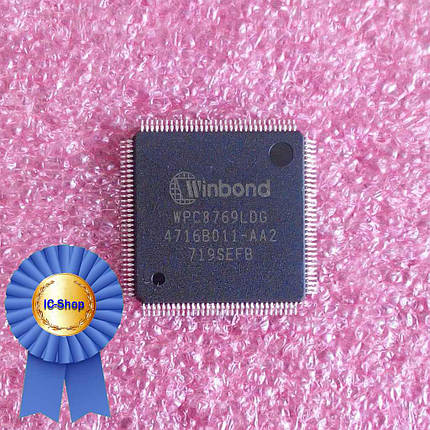 Winbond
WPC8769LDG
4716B011-AA2
719SEFB
IC-Shop